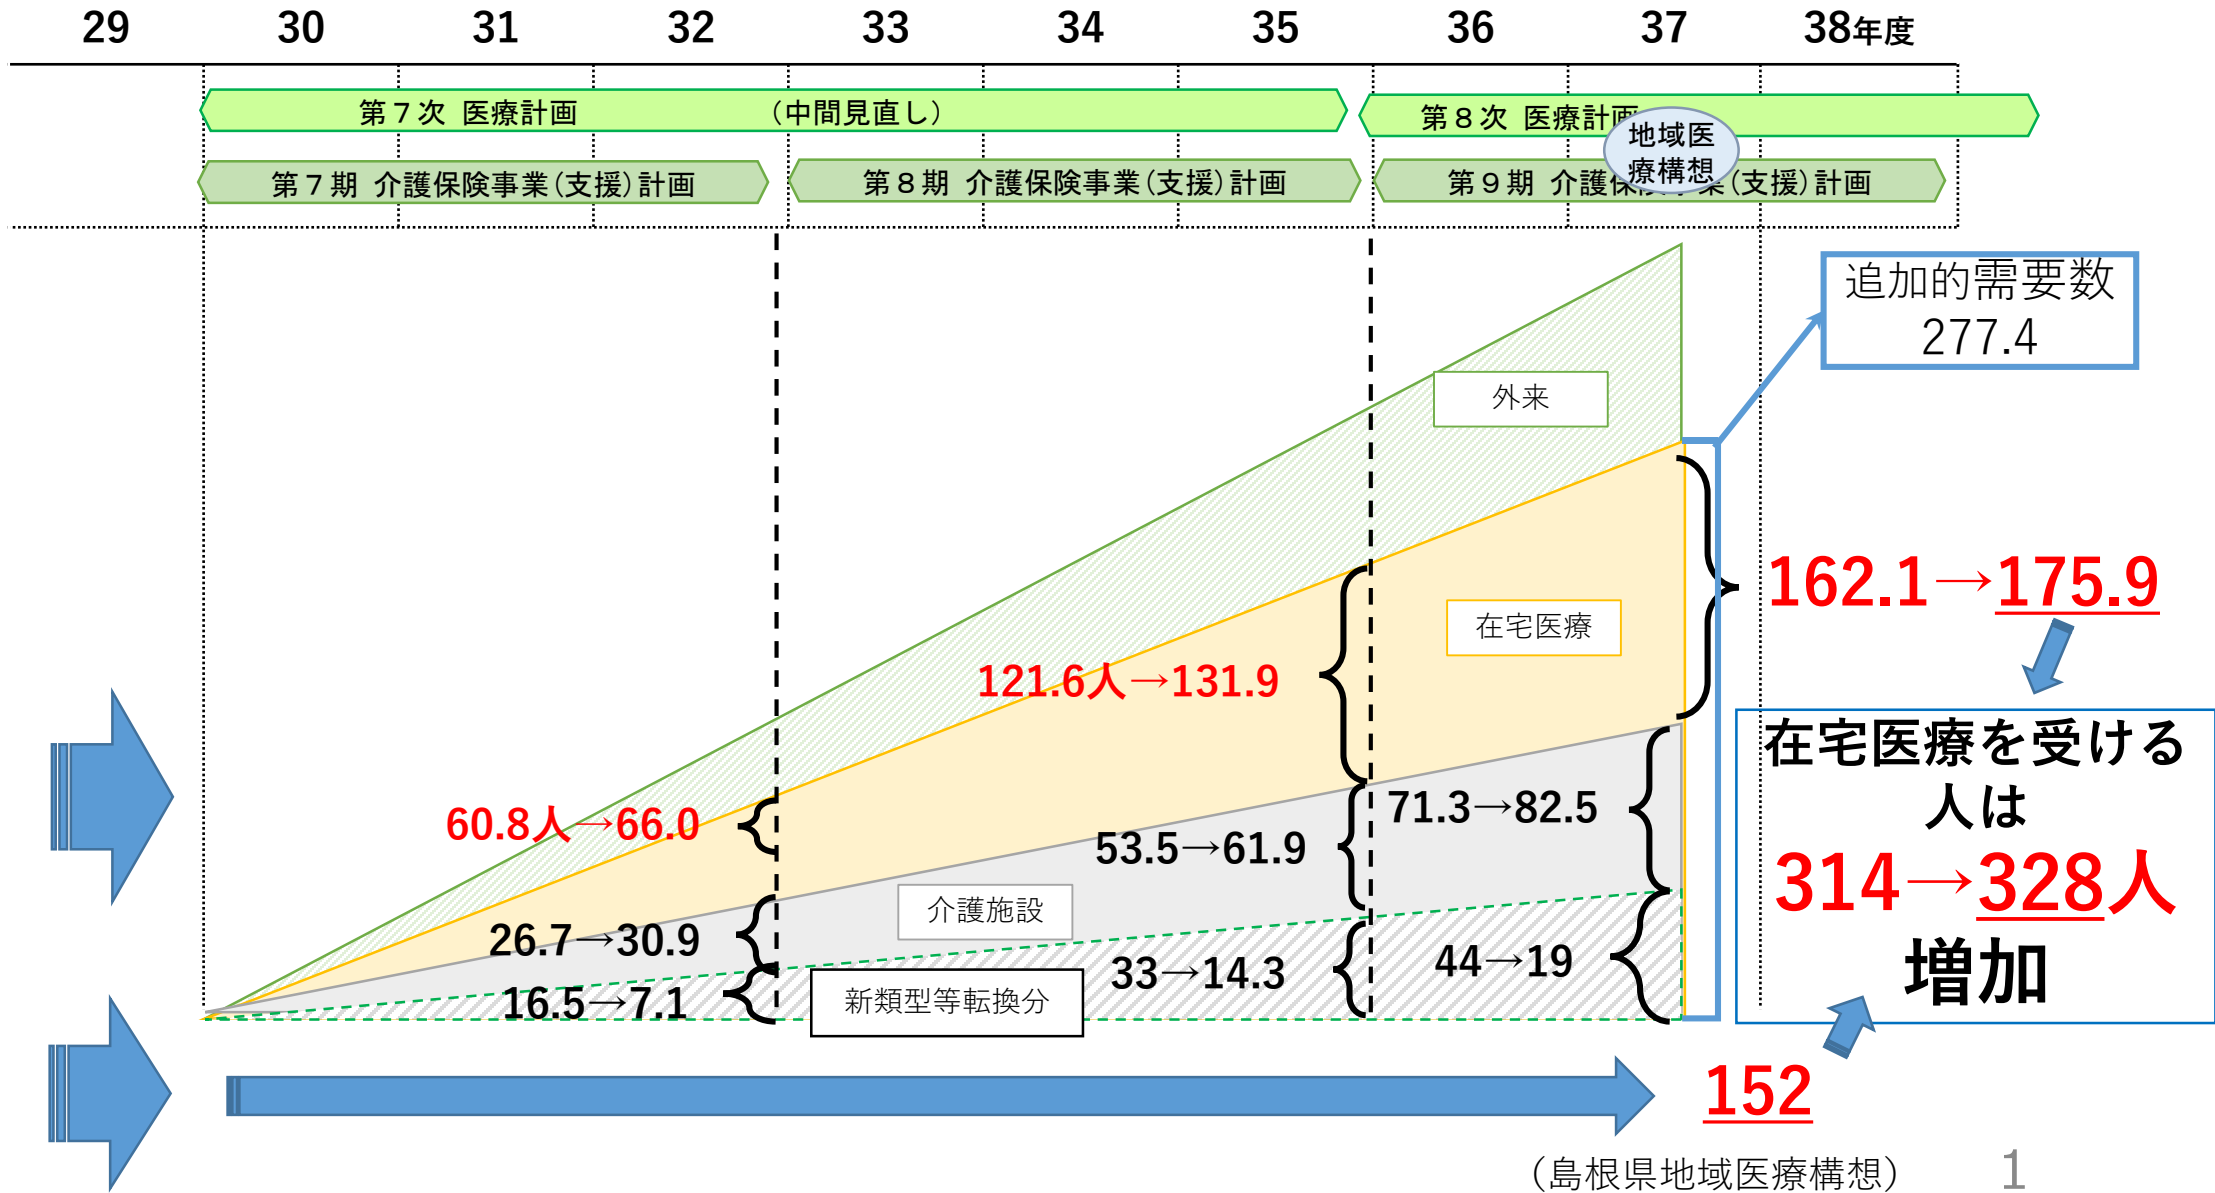 29 30 31 32 33 34 35 36 37 38年度
第７次 医療計画 （中間見直し）
第８次 医療計画
地域医
療構想
第７期 介護保険事業（支援）計画
第８期 介護保険事業（支援）計画
第９期 介護保険事業（支援）計画
追加的需要数
277.4
外来
162.1→175.9
在宅医療
121.6人→131.9
在宅医療を受ける
人は
314→328人
増加
60.8人→66.0
71.3→82.5
53.5→61.9
介護施設
26.7→30.9
44→19
33→14.3
16.5→7.1
新類型等転換分
152
（島根県地域医療構想）
1